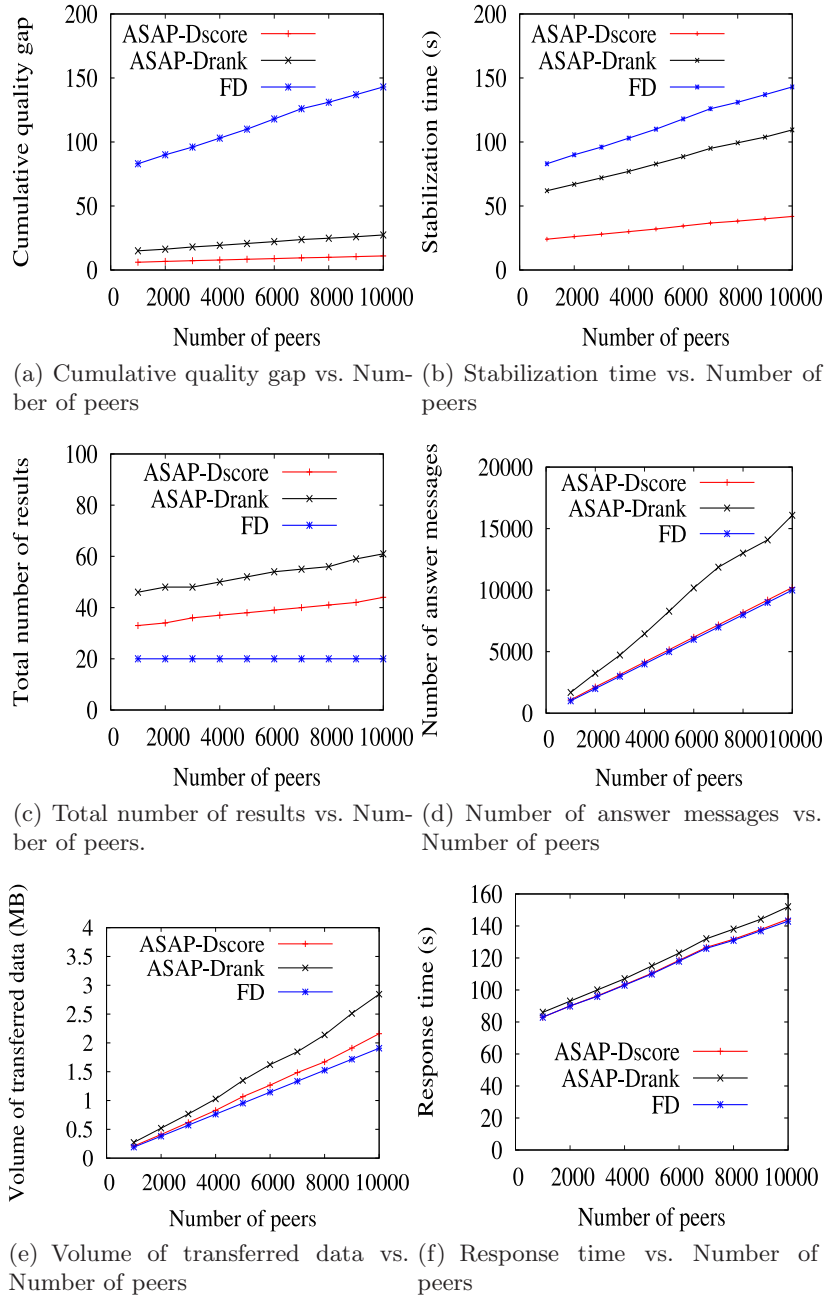 200
150
100
50
0
Cumulative quality gap
ASAP-Dscore
ASAP-Drank
FD
0 2000 4000 6000 8000 10000
Number of peers
(a) Cumulative quality gap vs. Num-
ber of peers
200
150
100
50
0
Stabilization time (s)
ASAP-Dscore
ASAP-Drank
FD
0 2000 4000 6000 8000 10000
Number of peers
(b) Stabilization time vs. Number of
peers
100
80
60
40
20
0
Total number of results
ASAP-Dscore
ASAP-Drank
FD
0 2000 4000 6000 8000 10000
Number of peers
(c) Total number of results vs. Num-
ber of peers.
20000
15000
10000
5000
0
Number of answer messages
ASAP-Dscore
ASAP-Drank
FD
0 2000 4000 6000 8000 10000
Number of peers
(d) Number of answer messages vs.
Number of peers
4
3.5
3
2.5
2
1.5
1
0.5
0
Volume of transferred data (MB)
ASAP-Dscore
ASAP-Drank
FD
0 2000 4000 6000 8000 10000
Number of peers
(e) Volume of transferred data vs.
Number of peers
160
140
120
100
80
60
40
20
0
Response time (s)
ASAP-Dscore
ASAP-Drank
FD
0 2000 4000 6000 8000 10000
Number of peers
(f) Response time vs. Number of
peers